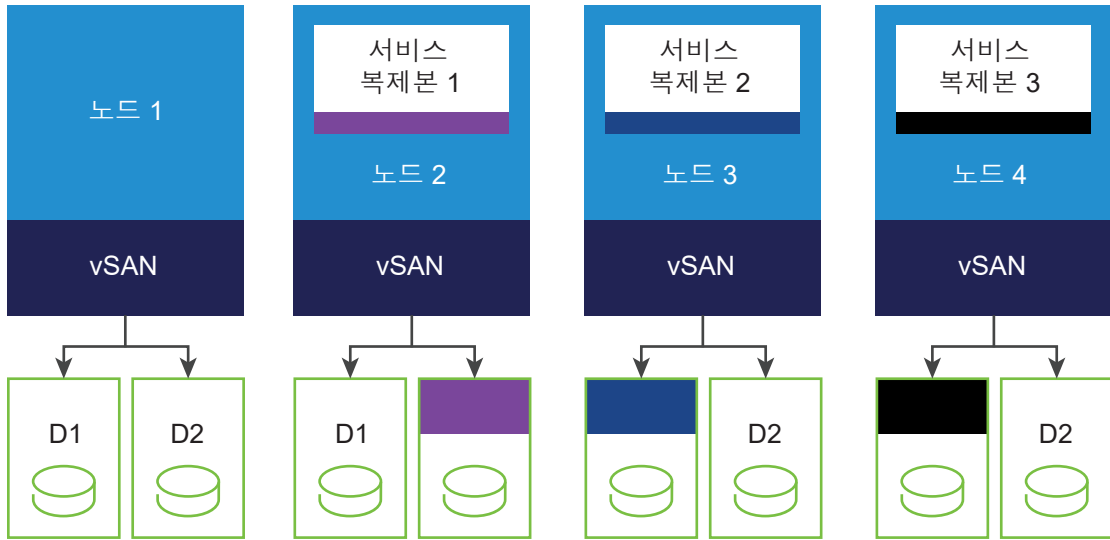 노드 1
서비스
복제본 1
노드 2
서비스
복제본 2
노드 3
서비스
복제본 3
노드 4
vSAN
vSAN
vSAN
vSAN
D1
D2
D1
D2
D2